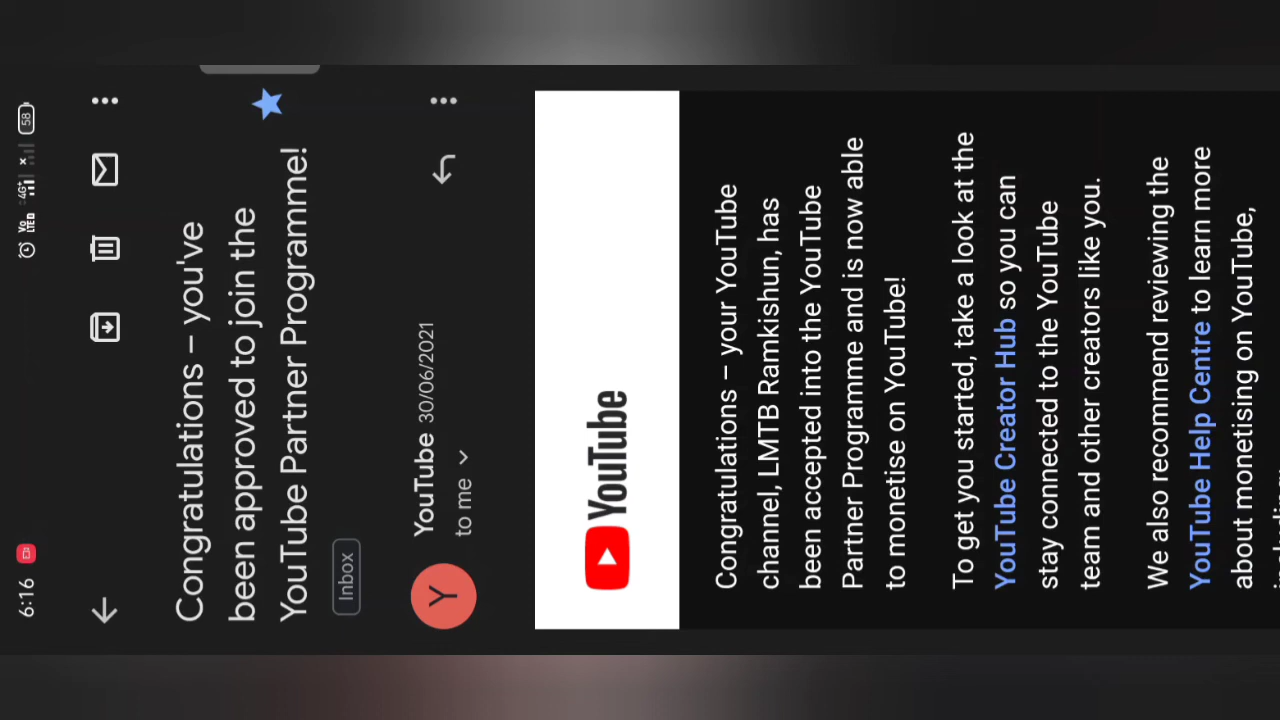 6:16
Vo LTED 4G+ x 58
Congratulations – you've
been approved to join the
YouTube Partner Programme!
Inbox
Y
YouTube 30/06/2021
to me
YouTube
Congratulations – your YouTube
channel, LMTB Ramkishun, has
been accepted into the YouTube
Partner Programme and is now able
to monetise on YouTube!
To get you started, take a look at the
YouTube Creator Hub so you can
stay connected to the YouTube
team and other creators like you.
We also recommend reviewing the
YouTube Help Centre to learn more
about monetising on YouTube,